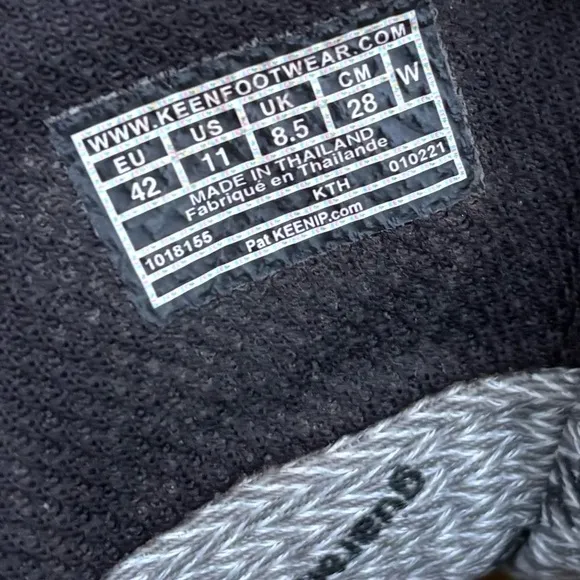 WWW.KEENFOOTWEAR.COM
EU US UK CM W
42 11 8.5 28
MADE IN THAILAND
Fabriqué en Thailande
1018155 KTH 010221
Pat KEENIP.com